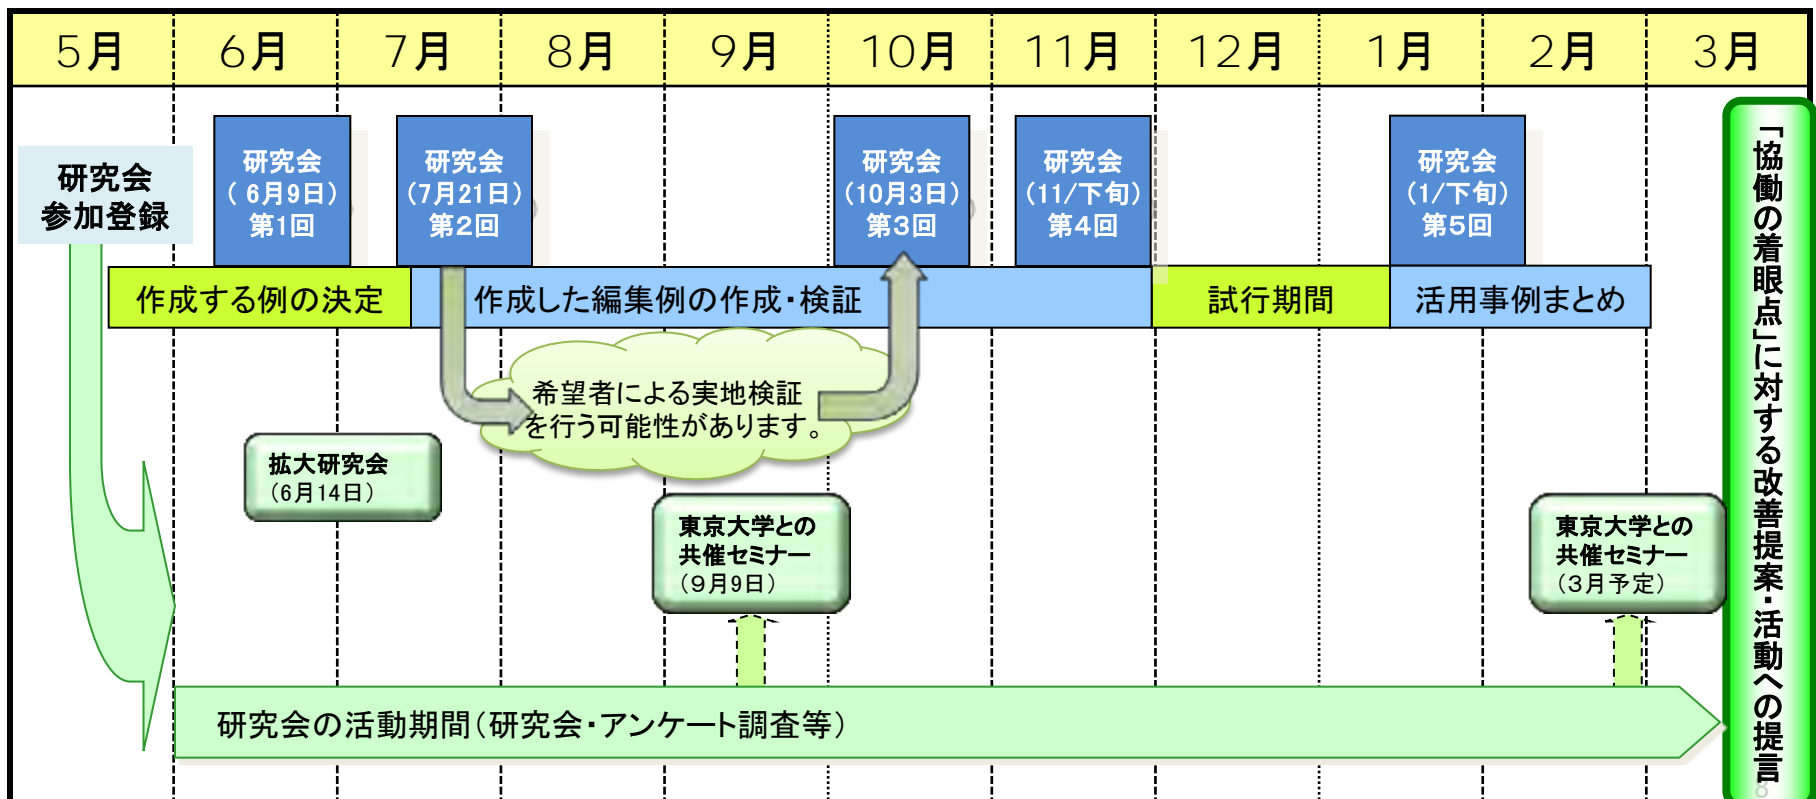 5月 6月 7月 8月 9月 10月 11月 12月 1月 2月 3月
研究会
参加登録
研究会
( 6月9日)
第1回
研究会
(7月21日)
第2回
研究会
(10月3日)
第3回
研究会
(11/下旬)
第4回
研究会
(1/下旬)
第5回
作成する例の決定
作成した編集例の作成・検証
試行期間
活用事例まとめ
希望者による実地検証
を行う可能性があります。
拡大研究会
(6月14日)
東京大学との
共催セミナー
(9月9日)
東京大学との
共催セミナー
(3月予定)
研究会の活動期間(研究会・アンケート調査等)
「協働の着眼点」に対する改善提案・活動への提言
8